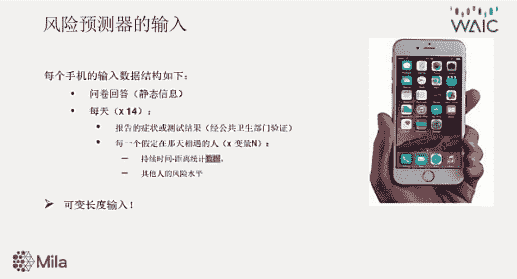 风险预测器的输入
WAIC
每个手机的输入数据结构如下：
• 问卷回答（静态信息）
• 每天（x 14）：
• 报告的症状或测试结果（经公共卫生部门验证）
• 每一个假定在那天相遇的人（x 变量N）：
— 持续时间-距离统计数据。
— 其他人的风险水平
➢ 可变长度输入！
Mila